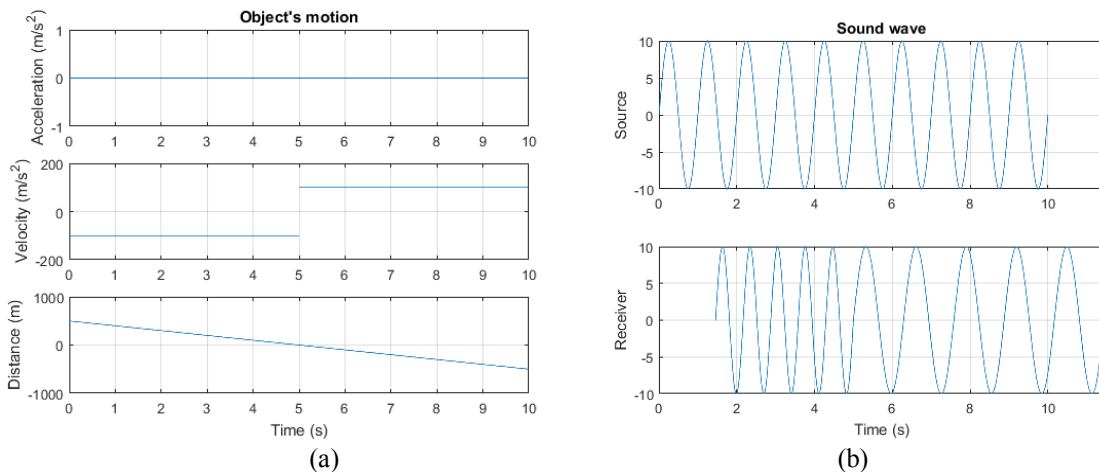 Object's motion
Acceleration (m/s²)
1
0
-1
0 1 2 3 4 5 6 7 8 9 10
Velocity (m/s²)
200
0
-200
0 1 2 3 4 5 6 7 8 9 10
Distance (m)
1000
0
-1000
0 1 2 3 4 5 6 7 8 9 10
Time (s)
(a)
Sound wave
Source
10
5
0
-5
-10
0 2 4 6 8 10
Receiver
10
5
0
-5
-10
0 2 4 6 8 10
Time (s)
(b)